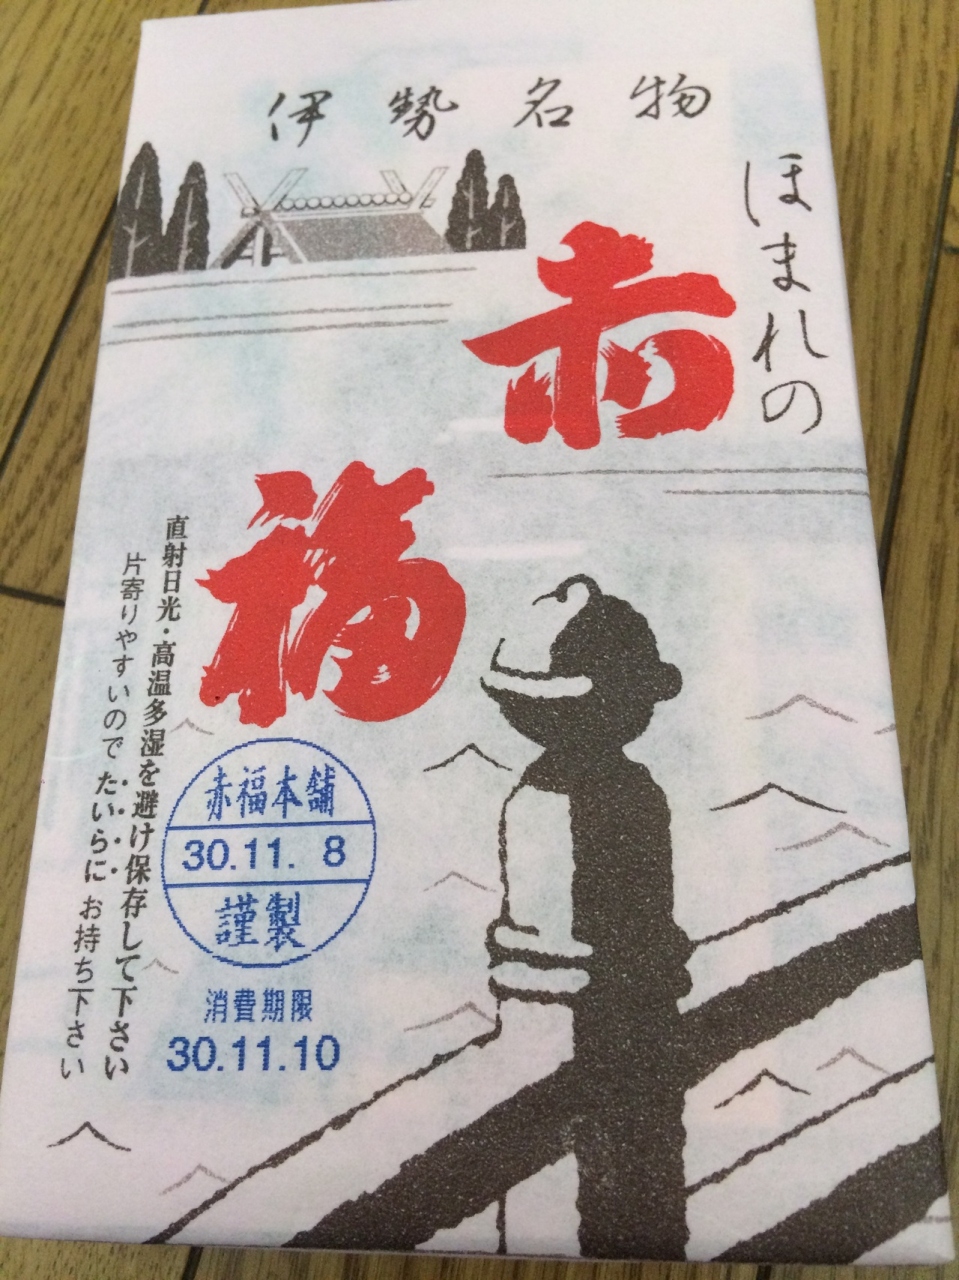 伊勢名物
ほまれの
赤福
直射日光・高温多湿を避け保存して下さい
片寄りやすいのでたいらにお持ち下さい
赤福本舗
30.11. 8
謹製
消費期限
30.11.10